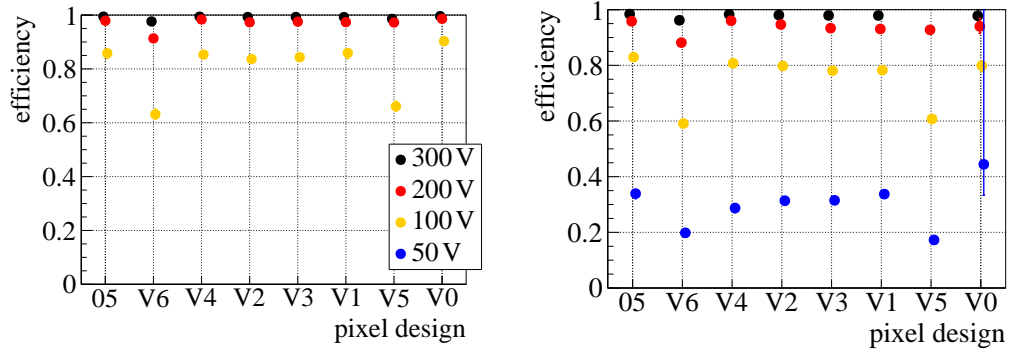 efficiency
1
0.8
0.6
0.4
0.2
0
300 V
200 V
100 V
50 V
05 V6 V4 V2 V3 V1 V5 V0
pixel design
efficiency
1
0.8
0.6
0.4
0.2
0
05 V6 V4 V2 V3 V1 V5 V0
pixel design